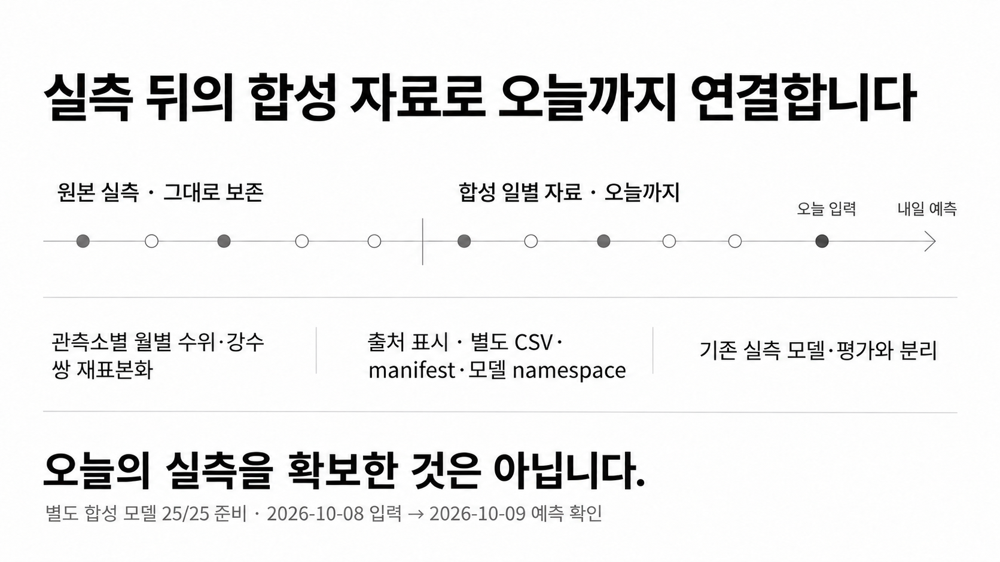 실측 뒤의 합성 자료로 오늘까지 연결합니다
원본 실측 · 그대로 보존
합성 일별 자료 · 오늘까지
오늘 입력
내일 예측
관측소별 월별 수위·강수
쌍 재표본화
출처 표시 · 별도 CSV·
manifest·모델 namespace
기존 실측 모델·평가와 분리
오늘의 실측을 확보한 것은 아닙니다.
별도 합성 모델 25/25 준비 · 2026-10-08 입력 → 2026-10-09 예측 확인